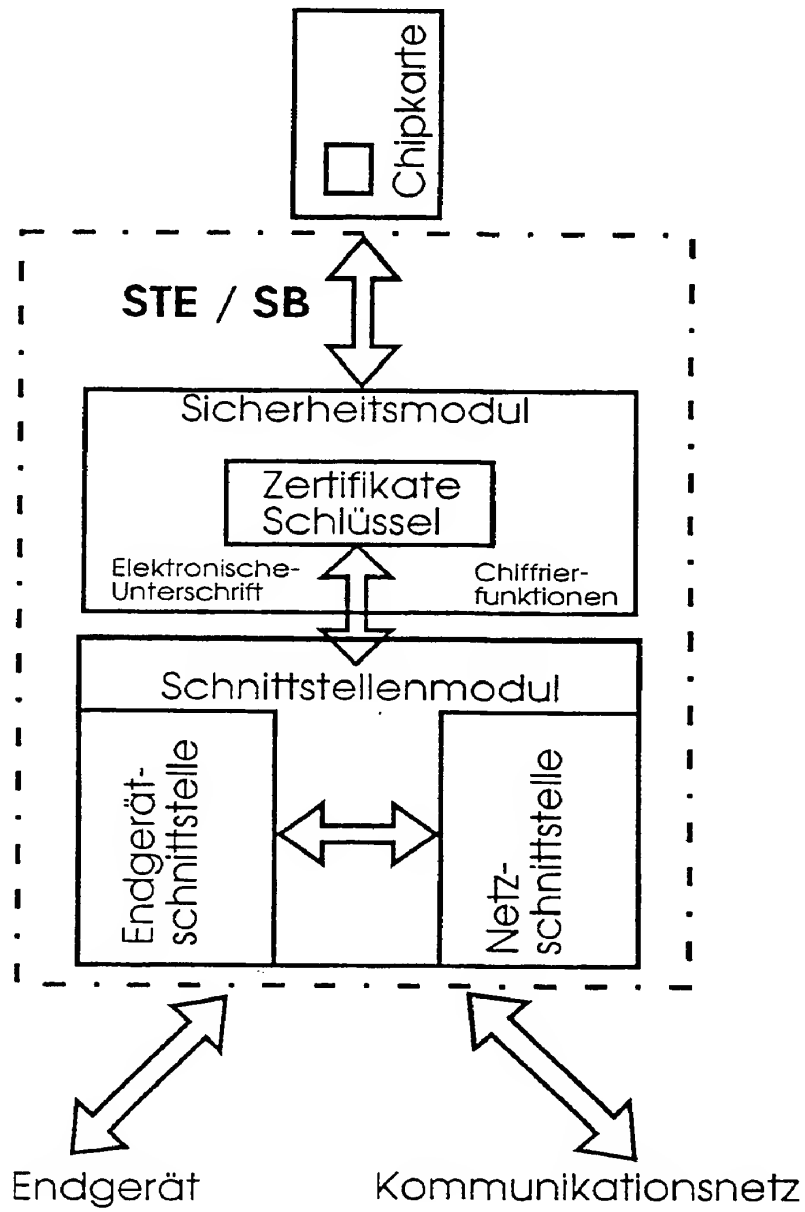 Chipkarte
STE / SB
Sicherheitsmodul
Zertifikate
Schlüssel
Elektronische-
Unterschrift
Chiffrier-
funktionen
Schnittstellenmodul
Endgerät-
schnittstelle
Netz-
schnittstelle
Endgerät
Kommunikationsnetz